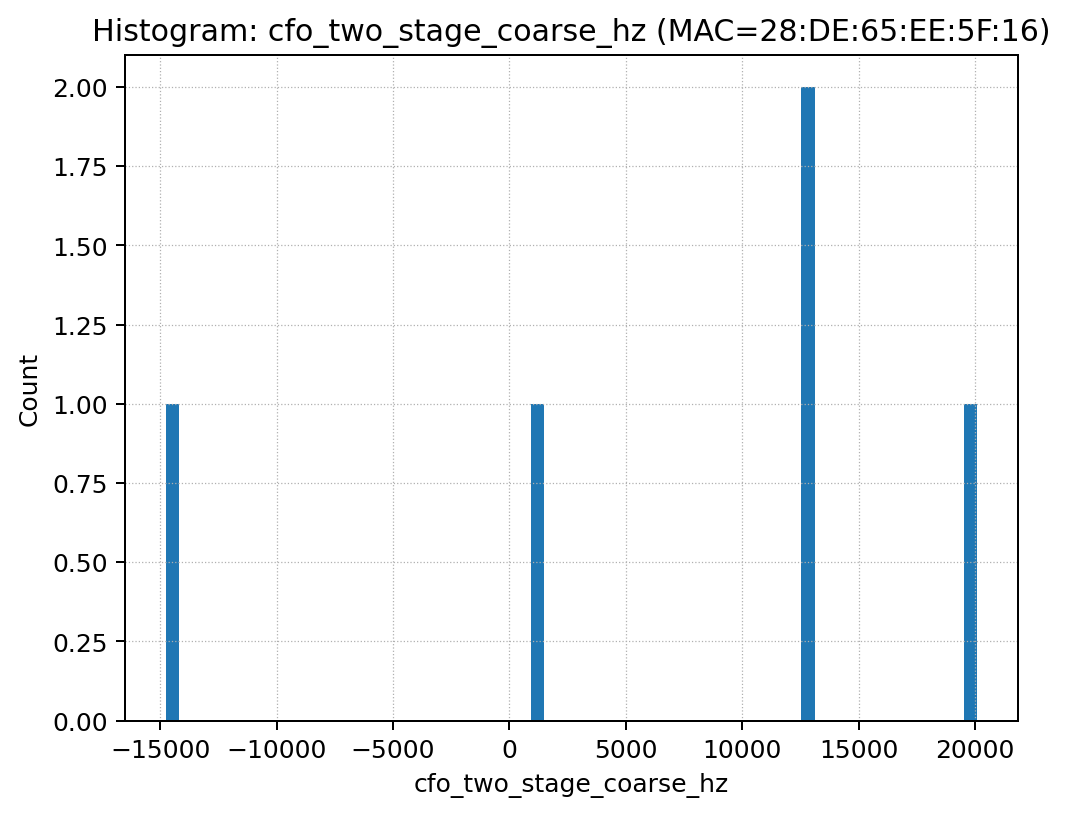 Histogram: cfo_two_stage_coarse_hz (MAC=28:DE:65:EE:5F:16)
2.00
1.75
1.50
1.25
1.00
0.75
0.50
0.25
0.00
Count
−15000 −10000 −5000 0 5000 10000 15000 20000
cfo_two_stage_coarse_hz